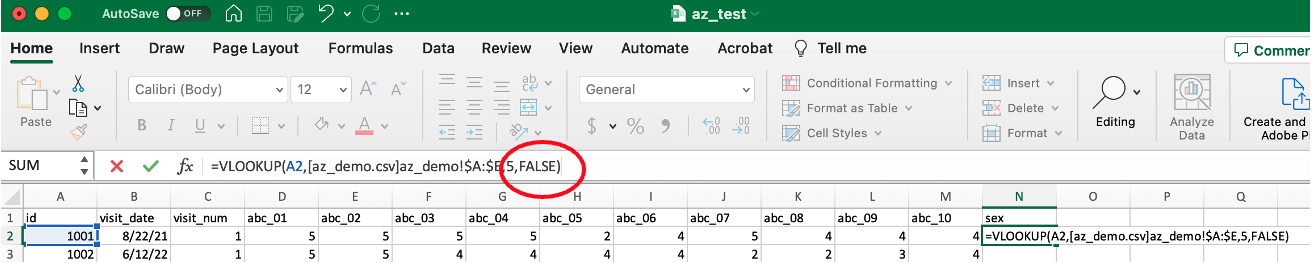 AutoSave OFF az_test
Home Insert Draw Page Layout Formulas Data Review View Automate Acrobat Tell me
Calibri (Body) 12 A A ab General Conditional Formatting Insert
Format as Table Delete
Paste B I U A $ % Cell Styles Format Editing Analyze Data Create and
SUM fx =VLOOKUP(A2,[az_demo.csv]az_demo!$A:$E,5,FALSE)
A B C D E F G H I J K L M N O P Q
1 id visit_date visit_num abc_01 abc_02 abc_03 abc_04 abc_05 abc_06 abc_07 abc_08 abc_09 abc_10 sex
2 1001 8/22/21 1 5 5 5 5 2 4 5 4 4 4 =VLOOKUP(A2,[az_demo.csv]az_demo!$A:$E,5,FALSE)
3 1002 6/12/22 1 5 5 4 4 4 4 2 2 3 4